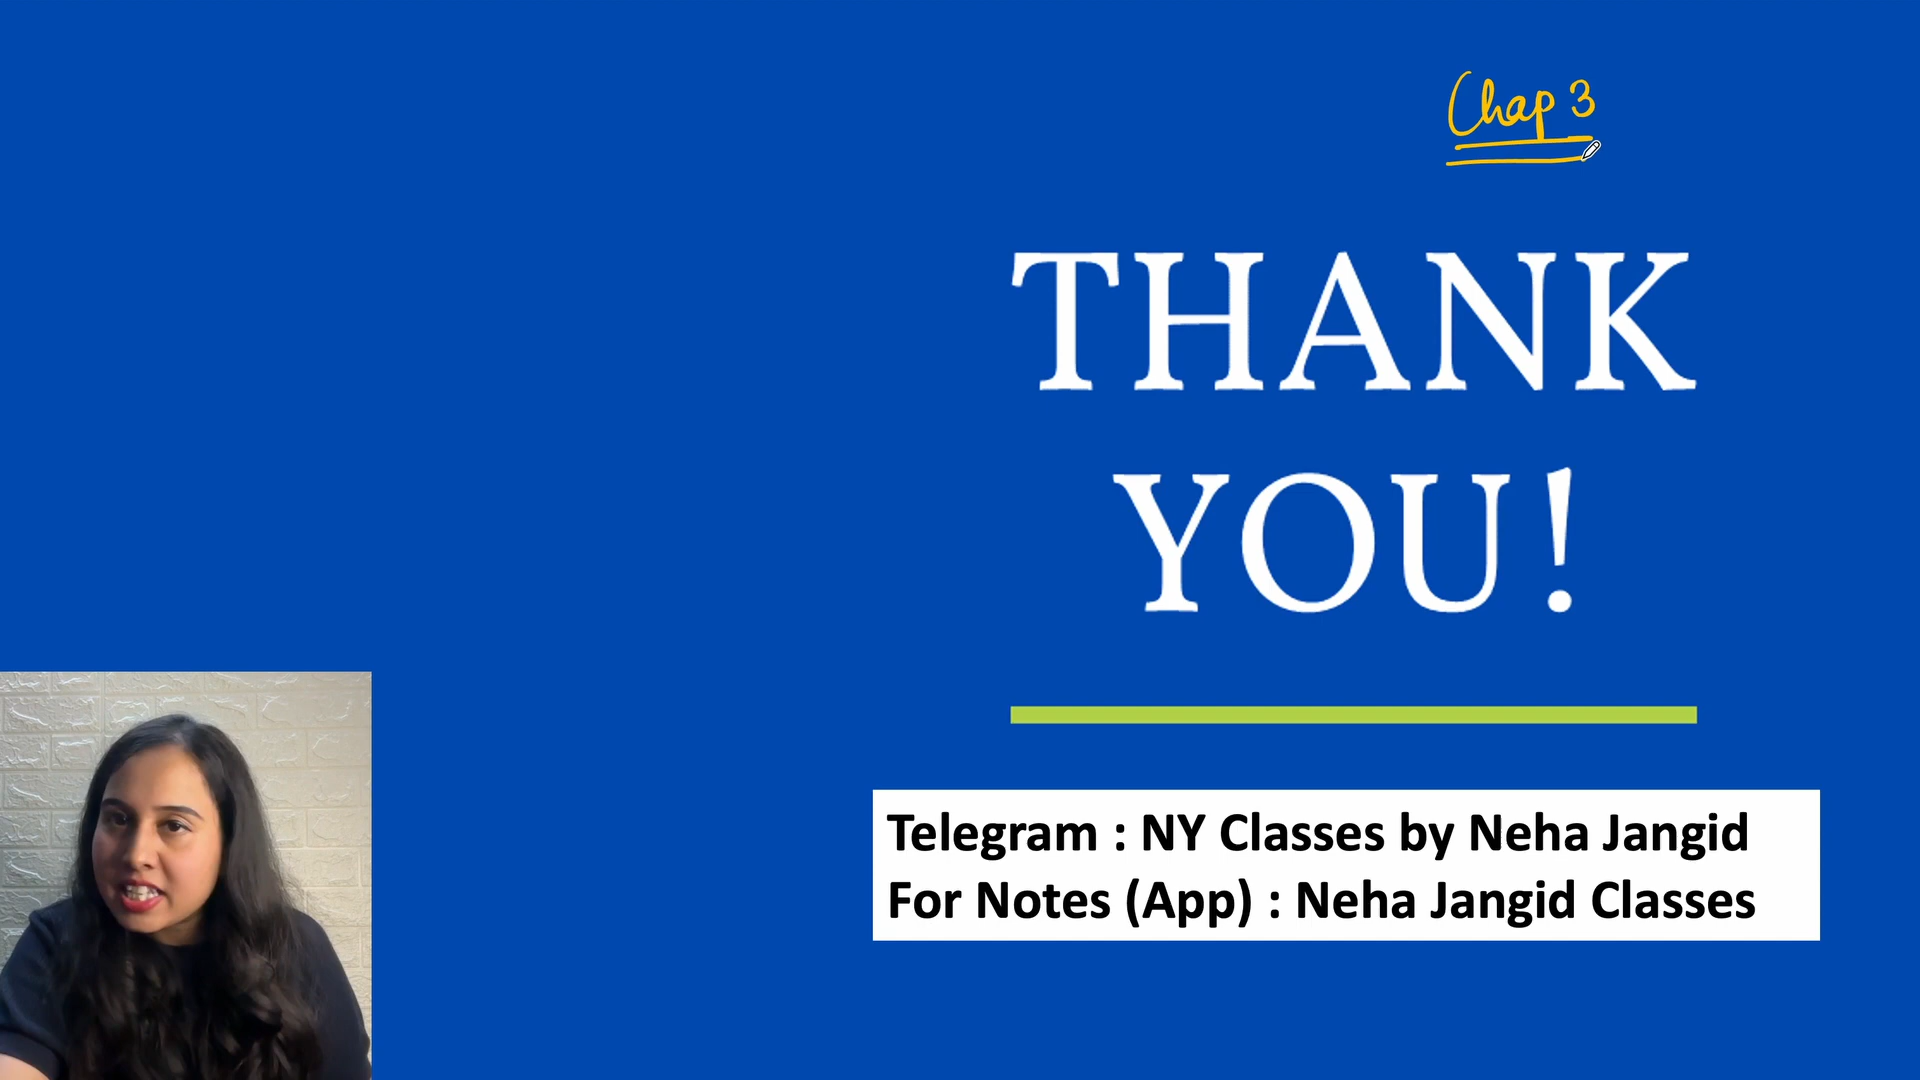 Chap 3
THANK
YOU!
Telegram : NY Classes by Neha Jangid
For Notes (App) : Neha Jangid Classes